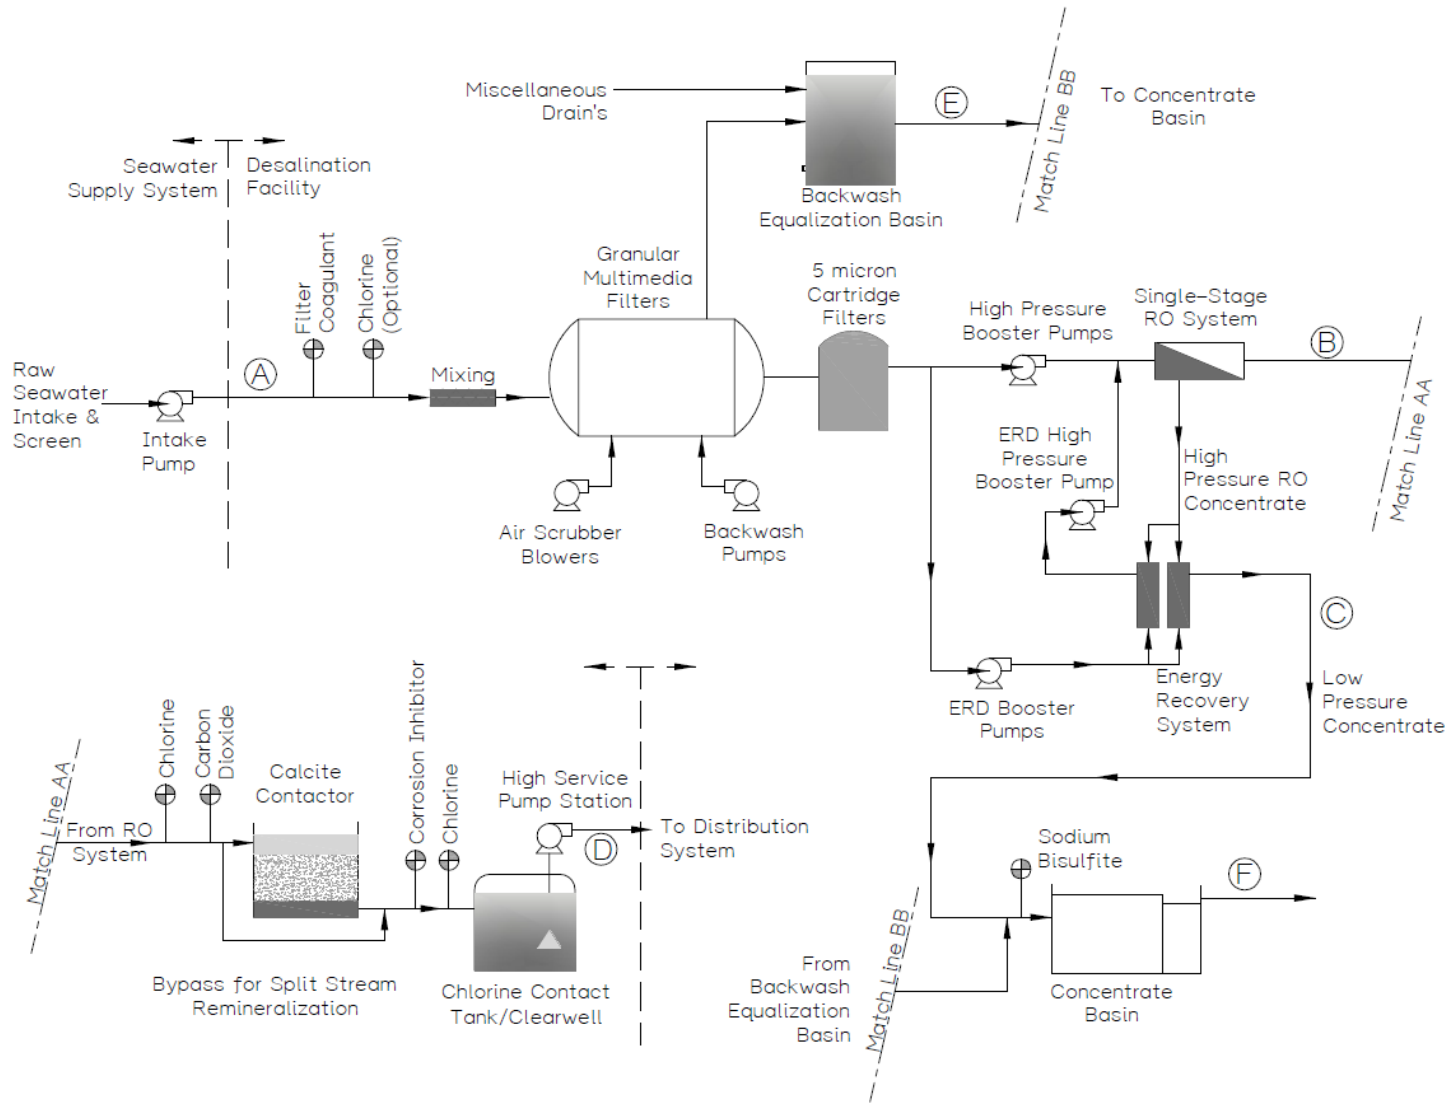 Miscellaneous
Drain's
E
To Concentrate
Basin
Match Line BB
Backwash
Equalization Basin
Seawater
Supply System
Desalination
Facility
Filter
Coagulant
Chlorine
(Optional)
Granular
Multimedia
Filters
5 micron
Cartridge
Filters
High Pressure
Booster Pumps
Single-Stage
RO System
B
Match Line AA
Raw
Seawater
Intake &
Screen
A
Intake
Pump
Mixing
Air Scrubber
Blowers
Backwash
Pumps
ERD High
Pressure
Booster Pump
High
Pressure RO
Concentrate
C
ERD Booster
Pumps
Energy
Recovery
System
Low
Pressure
Concentrate
Match Line AA
From RO
System
Chlorine
Carbon
Dioxide
Calcite
Contactor
Corrosion Inhibitor
Chlorine
High Service
Pump Station
D
To Distribution
System
Bypass for Split Stream
Remineralization
Chlorine Contact
Tank/Clearwell
Sodium
Bisulfite
F
From
Backwash
Equalization
Basin
Match Line BB
Concentrate
Basin